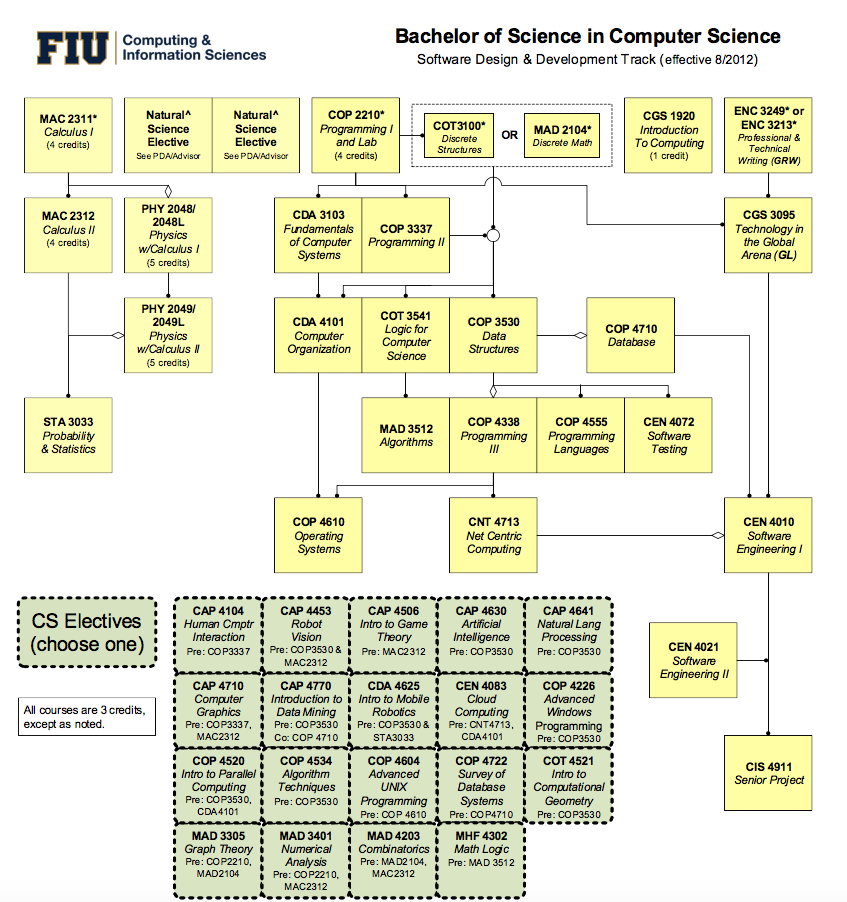 FIU
Computing &
Information Sciences
Bachelor of Science in Computer Science
Software Design & Development Track (effective 8/2012)
MAC 2311*
Calculus I
(4 credits)
Natural^
Science
Elective
See PDA/Advisor
Natural^
Science
Elective
See PDA/Advisor
COP 2210*
Programming I
and Lab
(4 credits)
COT3100*
Discrete
Structures
OR
MAD 2104*
Discrete Math
CGS 1920
Introduction
To Computing
(1 credit)
ENC 3249* or
ENC 3213*
Professional &
Technical
Writing (GRW)
MAC 2312
Calculus II
(4 credits)
PHY 2048/
2048L
Physics
w/Calculus I
(5 credits)
CDA 3103
Fundamentals
of Computer
Systems
COP 3337
Programming II
CGS 3095
Technology in
the Global
Arena (GL)
PHY 2049/
2049L
Physics
w/Calculus II
(5 credits)
CDA 4101
Computer
Organization
COT 3541
Logic for
Computer
Science
COP 3530
Data
Structures
COP 4710
Database
STA 3033
Probability
& Statistics
MAD 3512
Algorithms
COP 4338
Programming
III
COP 4555
Programming
Languages
CEN 4072
Software
Testing
COP 4610
Operating
Systems
CNT 4713
Net Centric
Computing
CEN 4010
Software
Engineering I
CS Electives
(choose one)
All courses are 3 credits,
except as noted.
CAP 4104
Human Cmptr
Interaction
Pre: COP3337
CAP 4453
Robot
Vision
Pre: COP3530 &
MAC2312
CAP 4506
Intro to Game
Theory
Pre: MAC2312
CAP 4630
Artificial
Intelligence
Pre: COP3530
CAP 4641
Natural Lang
Processing
Pre: COP3530
CEN 4021
Software
Engineering II
CAP 4710
Computer
Graphics
Pre: COP3337,
MAC2312
CAP 4770
Introduction to
Data Mining
Pre: COP3530
Co: COP 4710
CDA 4625
Intro to Mobile
Robotics
Pre: COP3530 &
STA3033
CEN 4083
Cloud
Computing
Pre: CNT4713,
CDA4101
COP 4226
Advanced
Windows
Programming
Pre: COP3530
COP 4520
Intro to Parallel
Computing
Pre: COP3530,
CDA4101
COP 4534
Algorithm
Techniques
Pre: COP3530
COP 4604
Advanced
UNIX
Programming
Pre: COP 4610
COP 4722
Survey of
Database
Systems
Pre: COP4710
COT 4521
Intro to
Computational
Geometry
Pre: COP3530
CIS 4911
Senior Project
MAD 3305
Graph Theory
Pre: COP2210,
MAD2104
MAD 3401
Numerical
Analysis
Pre: COP2210,
MAC2312
MAD 4203
Combinatorics
Pre: MAD2104,
MAC2312
MHF 4302
Math Logic
Pre: MAD 3512